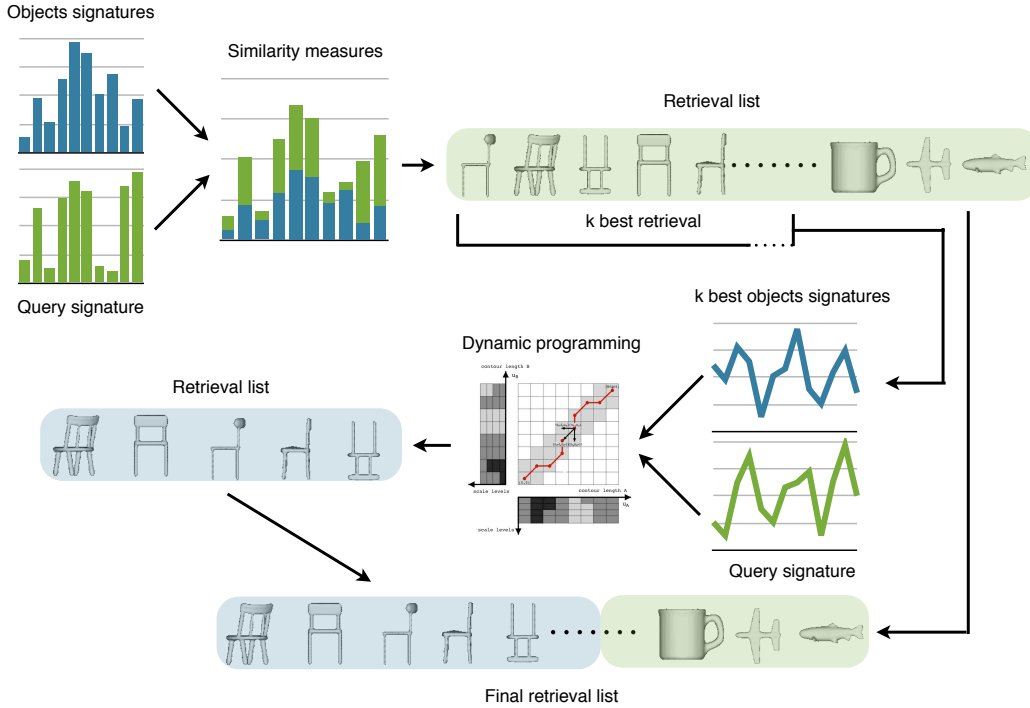 Objects signatures
Similarity measures
Query signature
Retrieval list
k best retrieval
k best objects signatures
Query signature
Dynamic programming
contour length B
scale levels
contour length A
scale levels
Retrieval list
Final retrieval list